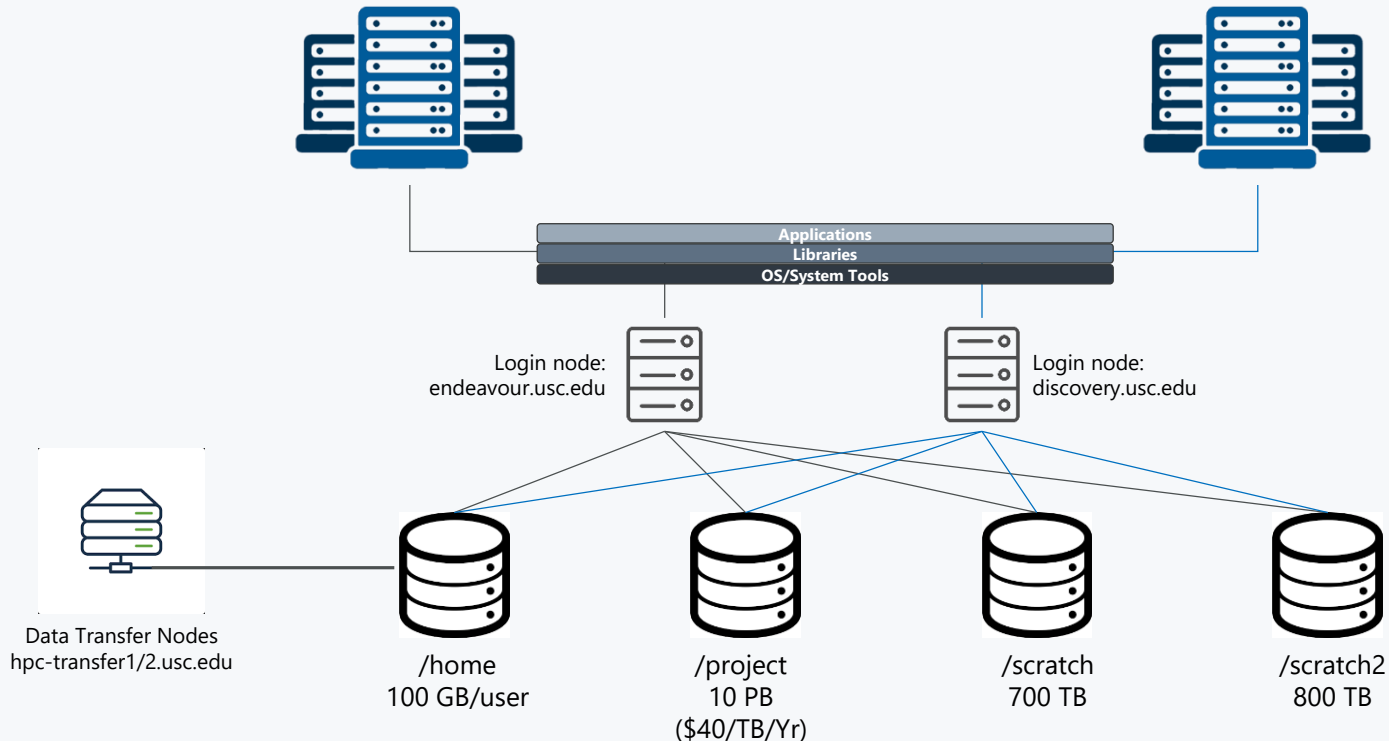 Applications
Libraries
OS/System Tools
Login node:
endeavour.usc.edu
Login node:
discovery.usc.edu
Data Transfer Nodes
hpc-transfer1/2.usc.edu
/home
100 GB/user
/project
10 PB
($40/TB/Yr)
/scratch
700 TB
/scratch2
800 TB